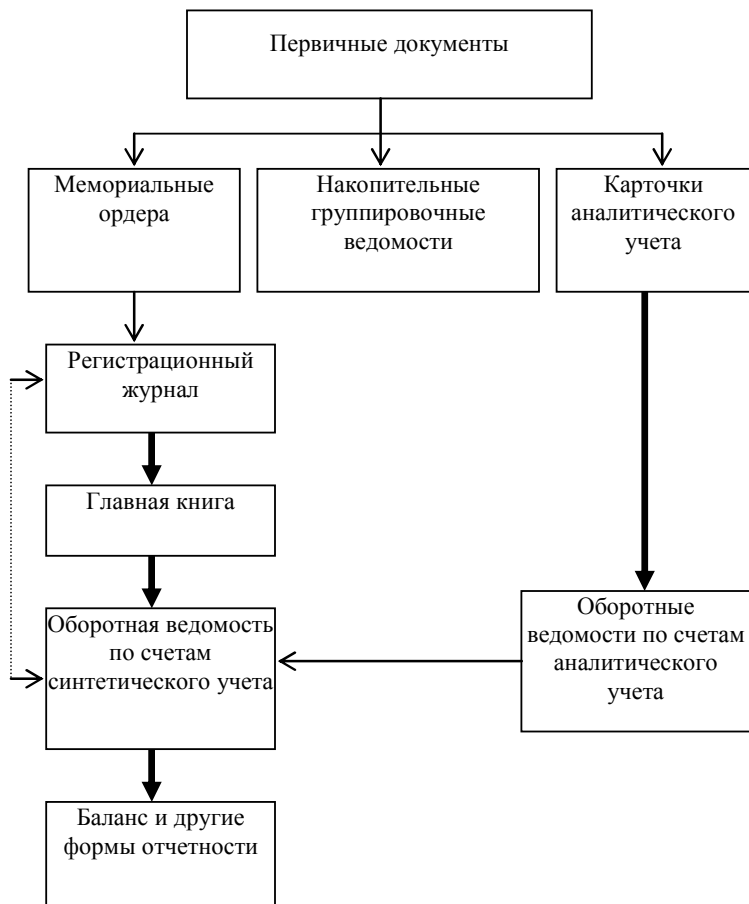 Первичные документы
Мемориальные
ордера
Накопительные
группировочные
ведомости
Карточки
аналитического
учета
Регистрационный
журнал
Главная книга
Оборотная ведомость
по счетам
синтетического учета
Оборотные
ведомости по счетам
аналитического
учета
Баланс и другие
формы отчетности